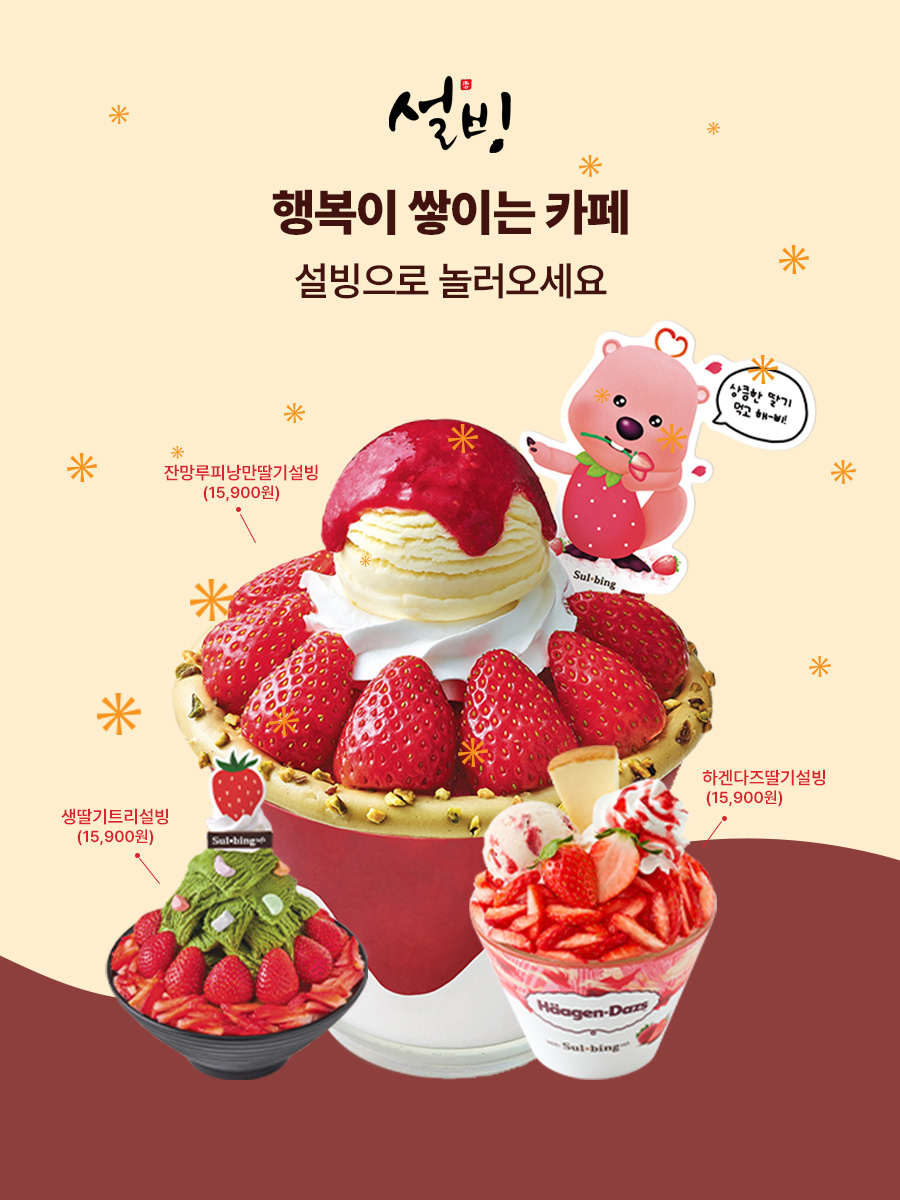 설빙
행복이 쌓이는 카페
설빙으로 놀러오세요
상큼한 딸기
먹고 해-삐!
잔망루피낭만딸기설빙
(15,900원)
Sul·bing
하겐다즈딸기설빙
(15,900원)
생딸기트리설빙
(15,900원)
Sul·bing
Häagen-Dazs
Sul·bing